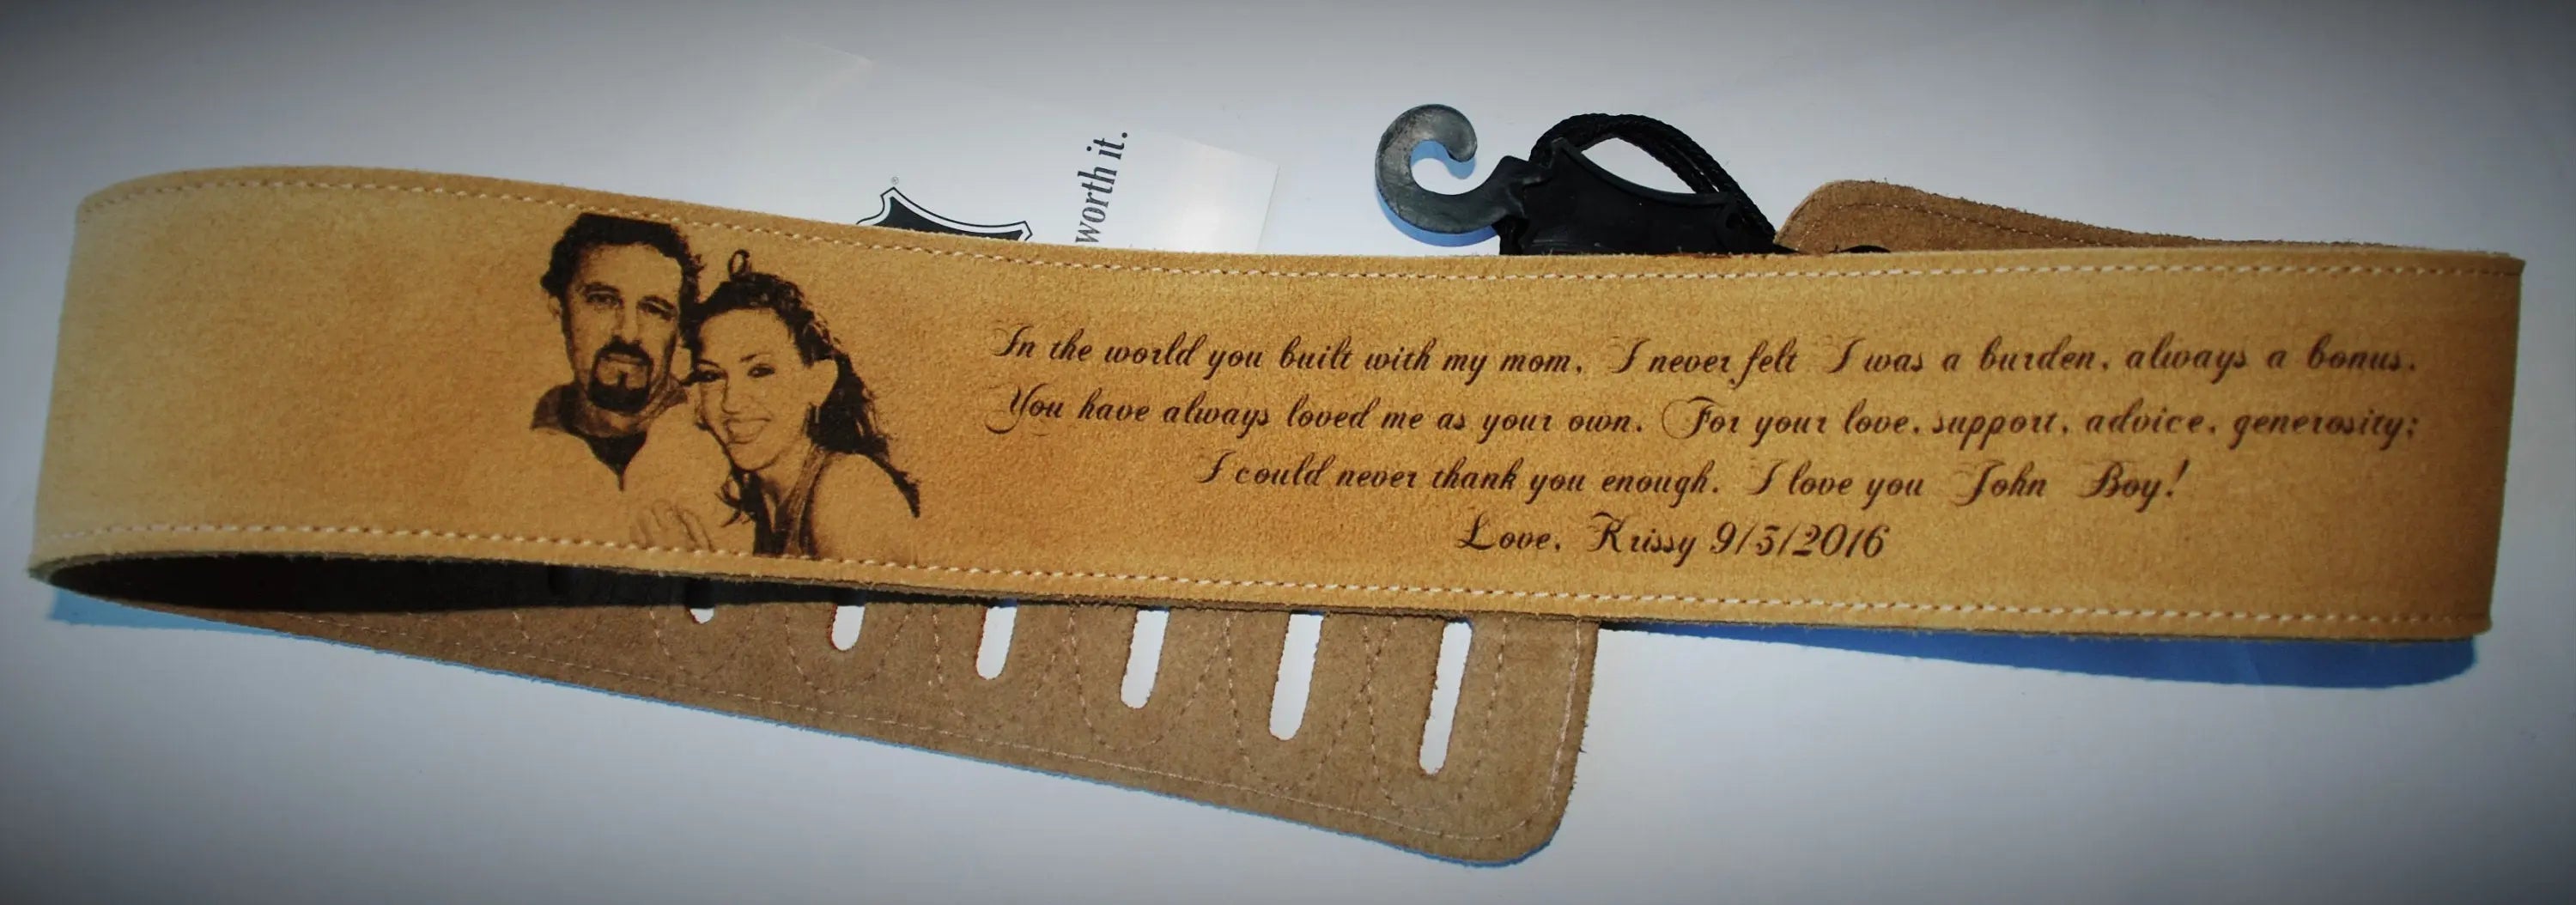 worth it.
In the world you built with my mom, I never felt I was a burden, always a bonus.
You have always loved me as your own. For your love, support, advice, generosity;
I could never thank you enough. I love you John Boy!
Love, Krissy 9/5/2016